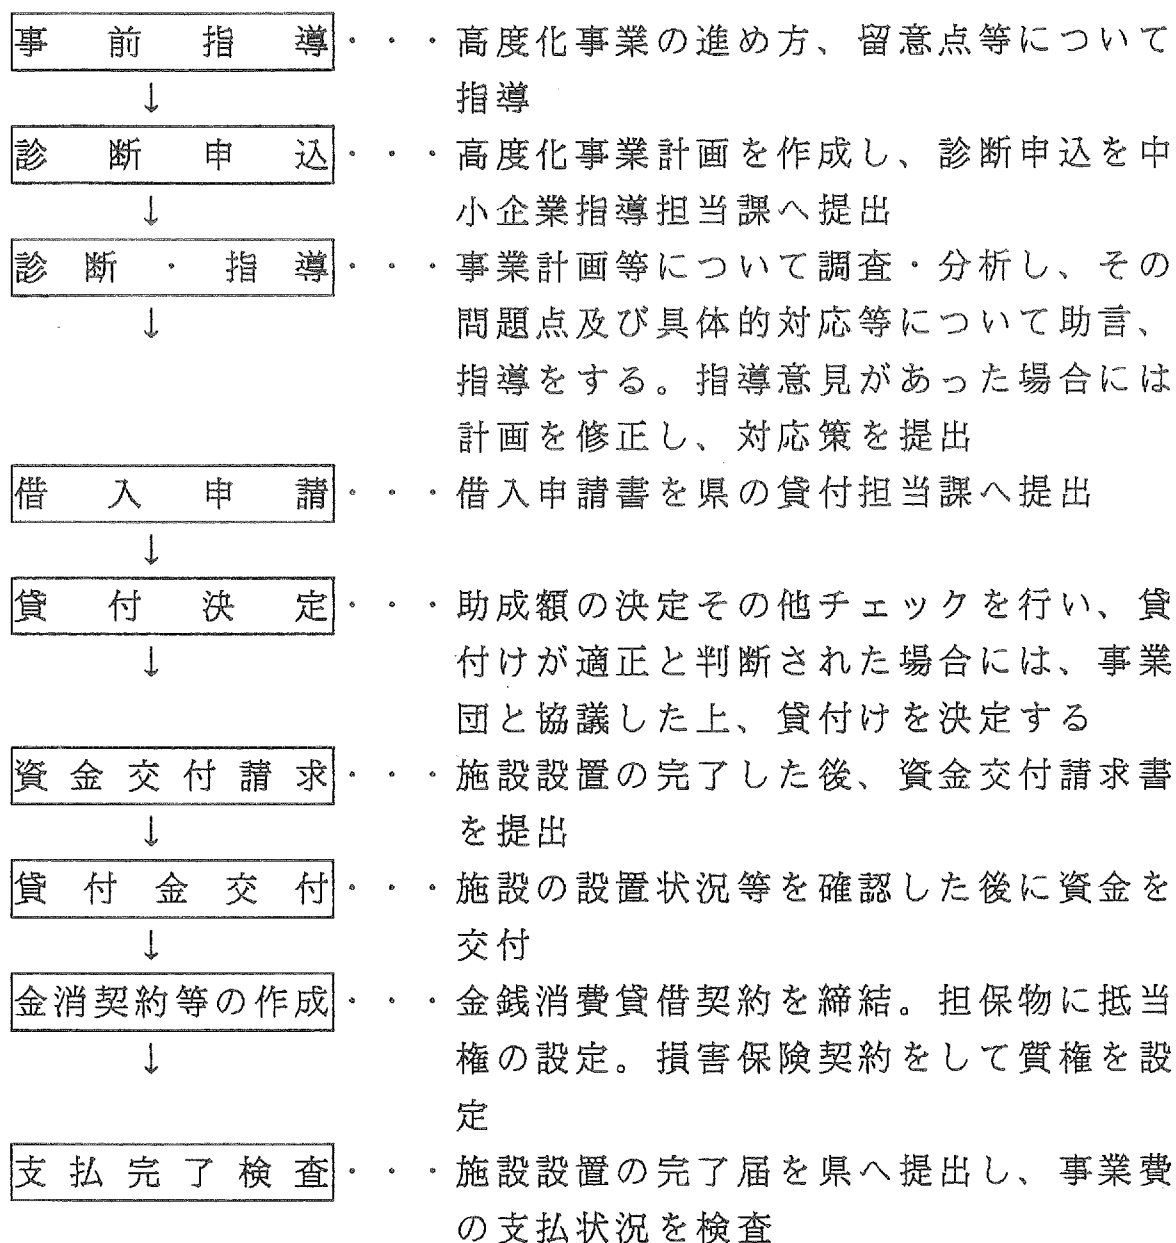 事前指導・・・高度化事業の進め方、留意点等について
↓ 指導
診断申込・・・高度化事業計画を作成し、診断申込を中
↓ 小企業指導担当課へ提出
診断・指導・・・事業計画等について調査・分析し、その
↓ 問題点及び具体的対応等について助言、
指導をする。指導意見があった場合には
計画を修正し、対応策を提出
借入申請・・・借入申請書を県の貸付担当課へ提出
↓
貸付決定・・・助成額の決定その他チェックを行い、貸
↓ 付けが適正と判断された場合には、事業
団と協議した上、貸付けを決定する
資金交付請求・・・施設設置の完了した後、資金交付請求書
↓ を提出
貸付金交付・・・施設の設置状況等を確認した後に資金を
↓ 交付
金消契約等の作成・・・金銭消費貸借契約を締結。担保物に抵当
↓ 権の設定。損害保険契約をして質権を設
定
支払完了検査・・・施設設置の完了届を県へ提出し、事業費
の支払状況を検査